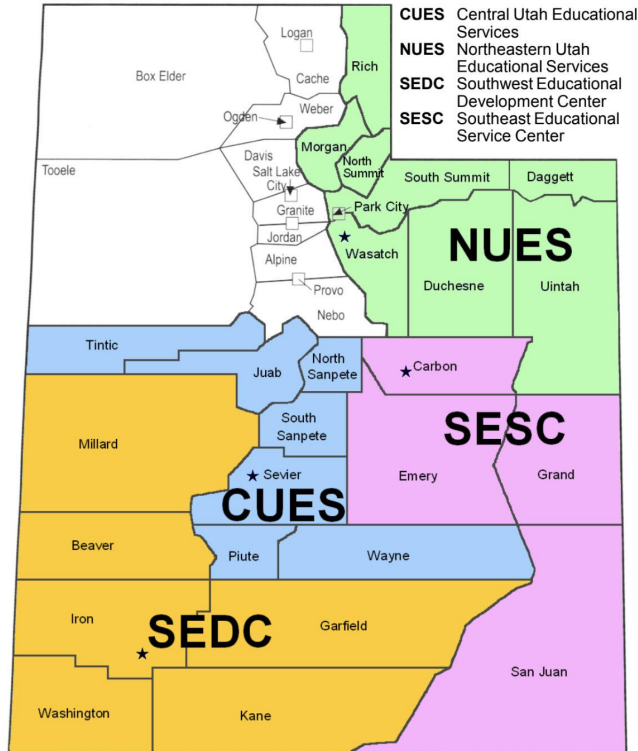 CUES Central Utah Educational
Services
NUES Northeastern Utah
Educational Services
SEDC Southwest Educational
Development Center
SESC Southeast Educational
Service Center
Logan
Cache
Rich
Box Elder
Weber
Ogden
Morgan
North
Summit
Davis
Tooele
Salt Lake
City
South Summit
Daggett
Granite
Park City
Jordan
Wasatch
NUES
Alpine
Duchesne
Uintah
Provo
Nebo
Tintic
Juab
North
Sanpete
Carbon
South
Sanpete
SESC
Millard
Sevier
Emery
Grand
CUES
Beaver
Piute
Wayne
Iron
SEDC
Garfield
San Juan
Washington
Kane